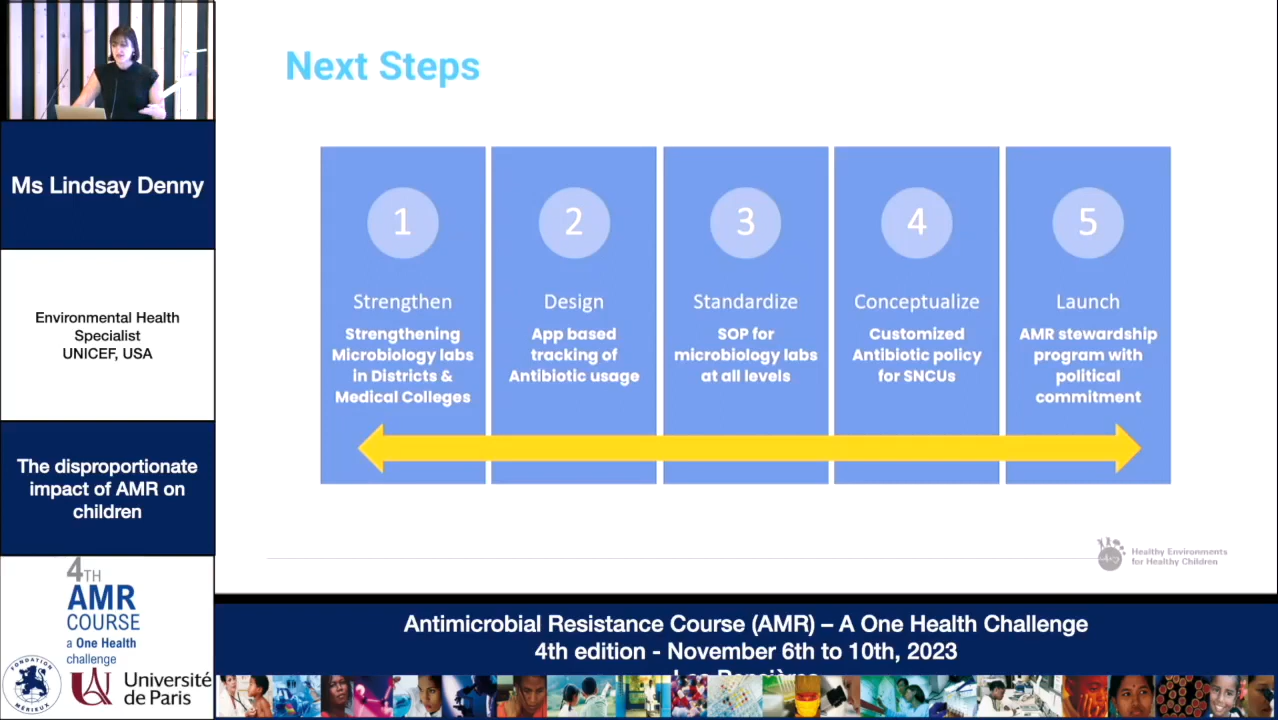 Next Steps
1
Strengthen
Strengthening
Microbiology labs
in Districts &
Medical Colleges
2
Design
App based
tracking of
Antibiotic usage
3
Standardize
SOP for
microbiology labs
at all levels
4
Conceptualize
Customized
Antibiotic policy
for SNCUs
5
Launch
AMR stewardship
program with
political
commitment
Healthy Environments
for Healthy Children
Ms Lindsay Denny
Environmental Health
Specialist
UNICEF, USA
The disproportionate
impact of AMR on
children
4TH
AMR
COURSE
a One Health
challenge
FONDATION
MÉRIEUX
Université
de Paris
Antimicrobial Resistance Course (AMR) – A One Health Challenge
4th edition - November 6th to 10th, 2023